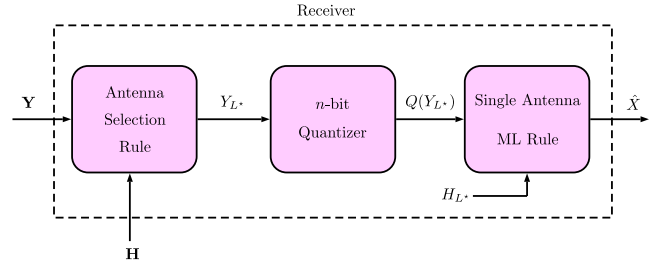 Receiver
Y
Antenna
Selection
Rule
Y_{L^⋆}
n-bit
Quantizer
Q(Y_{L^⋆})
Single Antenna
ML Rule
X̂
H_{L^⋆}
H